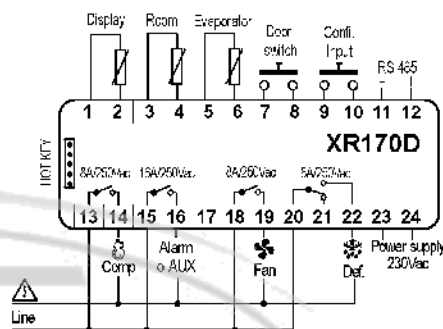 Display Room Evaporator Door switch Confi. Input RS 485
1 2 3 4 5 6 7 8 9 10 11 12
XR170D
HOT KEY
8A/250Vac 16A/250Vac 8A/250Vac 5A/250Vac
13 14 15 16 17 18 19 20 21 22 23 24
Comp Alarm o AUX Fan Def. Power supply 230Vac
Line